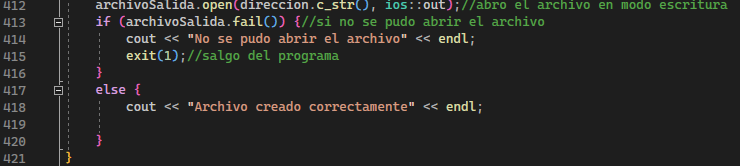 412 archivoSalida.open(direccion.c_str(), ios::out);//abro el archivo en modo escritura
413 if (archivoSalida.fail()) {//si no se pudo abrir el archivo
414 cout << "No se pudo abrir el archivo" << endl;
415 exit(1);//salgo del programa
416 }
417 else {
418 cout << "Archivo creado correctamente" << endl;
419
420 }
421 }